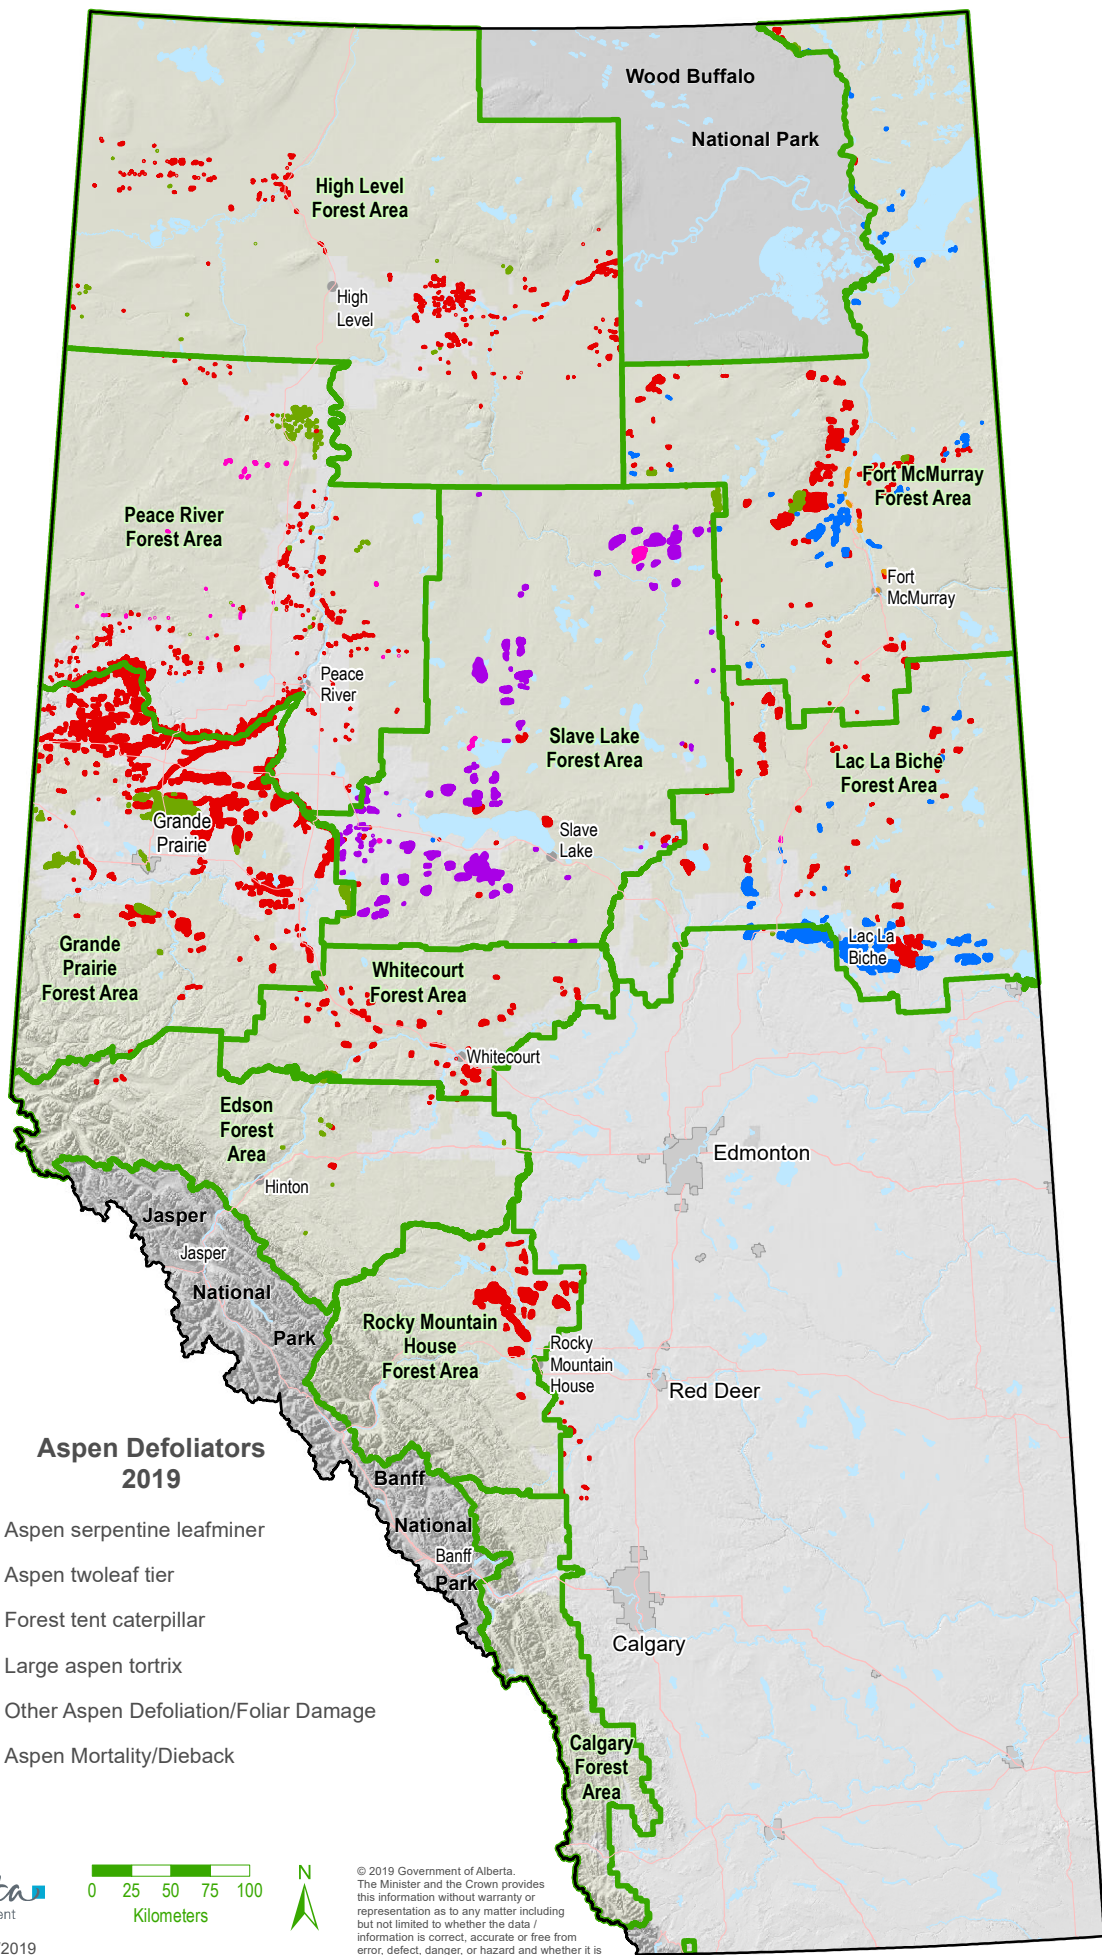 Wood Buffalo
National Park
High Level
Forest Area
High
Level
Fort McMurray
Forest Area
Peace River
Forest Area
Fort
McMurray
Peace
River
Slave Lake
Forest Area
Lac La Biche
Forest Area
Grande
Prairie
Slave
Lake
Grande
Prairie
Forest Area
Lac La
Biche
Whitecourt
Forest Area
Whitecourt
Edson
Forest
Area
Edmonton
Hinton
Jasper
Jasper
National
Park
Rocky Mountain
House
Forest Area
Rocky
Mountain
House
Red Deer
Aspen Defoliators
2019
Banff
National
Banff
Park
Aspen serpentine leafminer
Aspen twoleaf tier
Forest tent caterpillar
Large aspen tortrix
Other Aspen Defoliation/Foliar Damage
Aspen Mortality/Dieback
Calgary
Calgary
Forest
Area
0 25 50 75 100
Kilometers
N
© 2019 Government of Alberta.
The Minister and the Crown provides
this information without warranty or
representation as to any matter including
but not limited to whether the data /
information is correct, accurate or free from
error, defect, danger, or hazard and whether it is
/2019